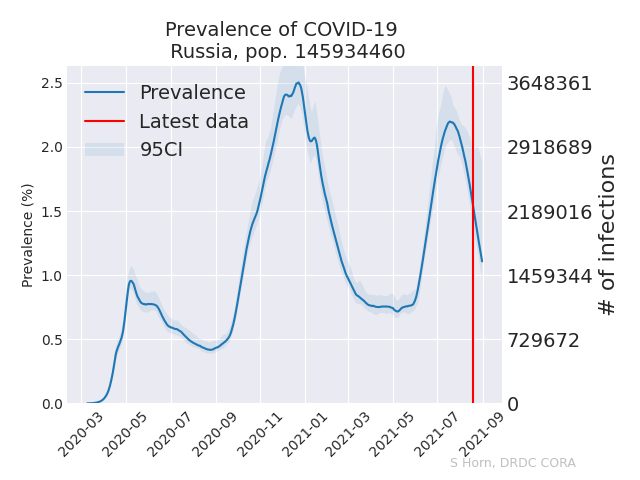 Prevalence of COVID-19
Russia, pop. 145934460
Prevalence
Latest data
95CI
Prevalence (%)
2.5
2.0
1.5
1.0
0.5
0.0
3648361
2918689
2189016
1459344
729672
0
# of infections
2020-03
2020-05
2020-07
2020-09
2020-11
2021-01
2021-03
2021-05
2021-07
2021-09
S Horn, DRDC CORA